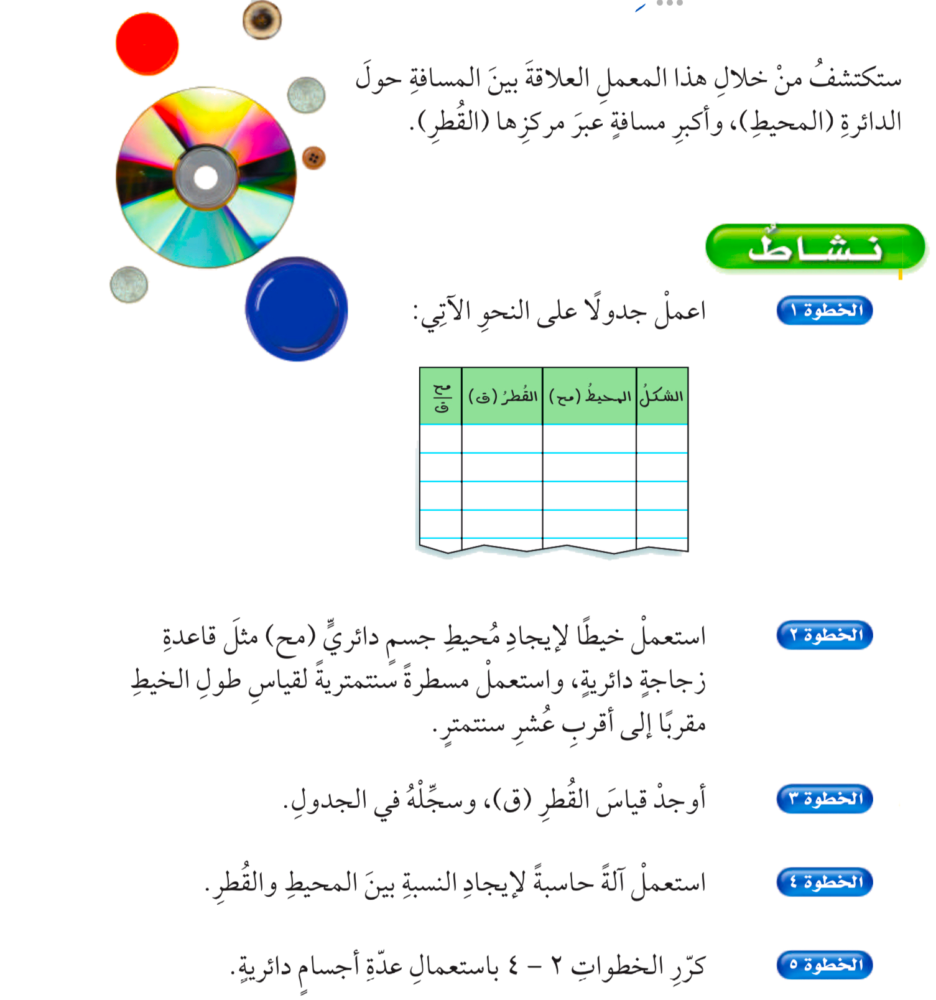 ستكتشفُ منْ خلالِ هذا المعملِ العلاقةَ بينَ المسافةِ حولَ
الدائرةِ (المحيطِ)، وأكبرِ مسافةٍ عبرَ مركزِها (القُطرِ).
نشاطٌ
الخطوة ١
اعملْ جدولًا على النحوِ الآتِي:
الشكلُ
المحيطُ (مح)
القُطرُ (ق)
مح
ق
الخطوة ٢
استعملْ خيطًا لإيجادِ مُحيطِ جسمٍ دائريٍّ (مح) مثلَ قاعدةِ
زجاجةٍ دائريةٍ، واستعملْ مسطرةً سنتمتريةً لقياسِ طولِ الخيطِ
مقربًا إلى أقربِ عُشرِ سنتمترٍ.
الخطوة ٣
أوجدْ قياسَ القُطرِ (ق)، وسجِّلْهُ في الجدولِ.
الخطوة ٤
استعملْ آلةً حاسبةً لإيجادِ النسبةِ بينَ المحيطِ والقُطرِ.
الخطوة ٥
كرّرِ الخطواتِ ٢ – ٤ باستعمالِ عدّةِ أجسامٍ دائريةٍ.